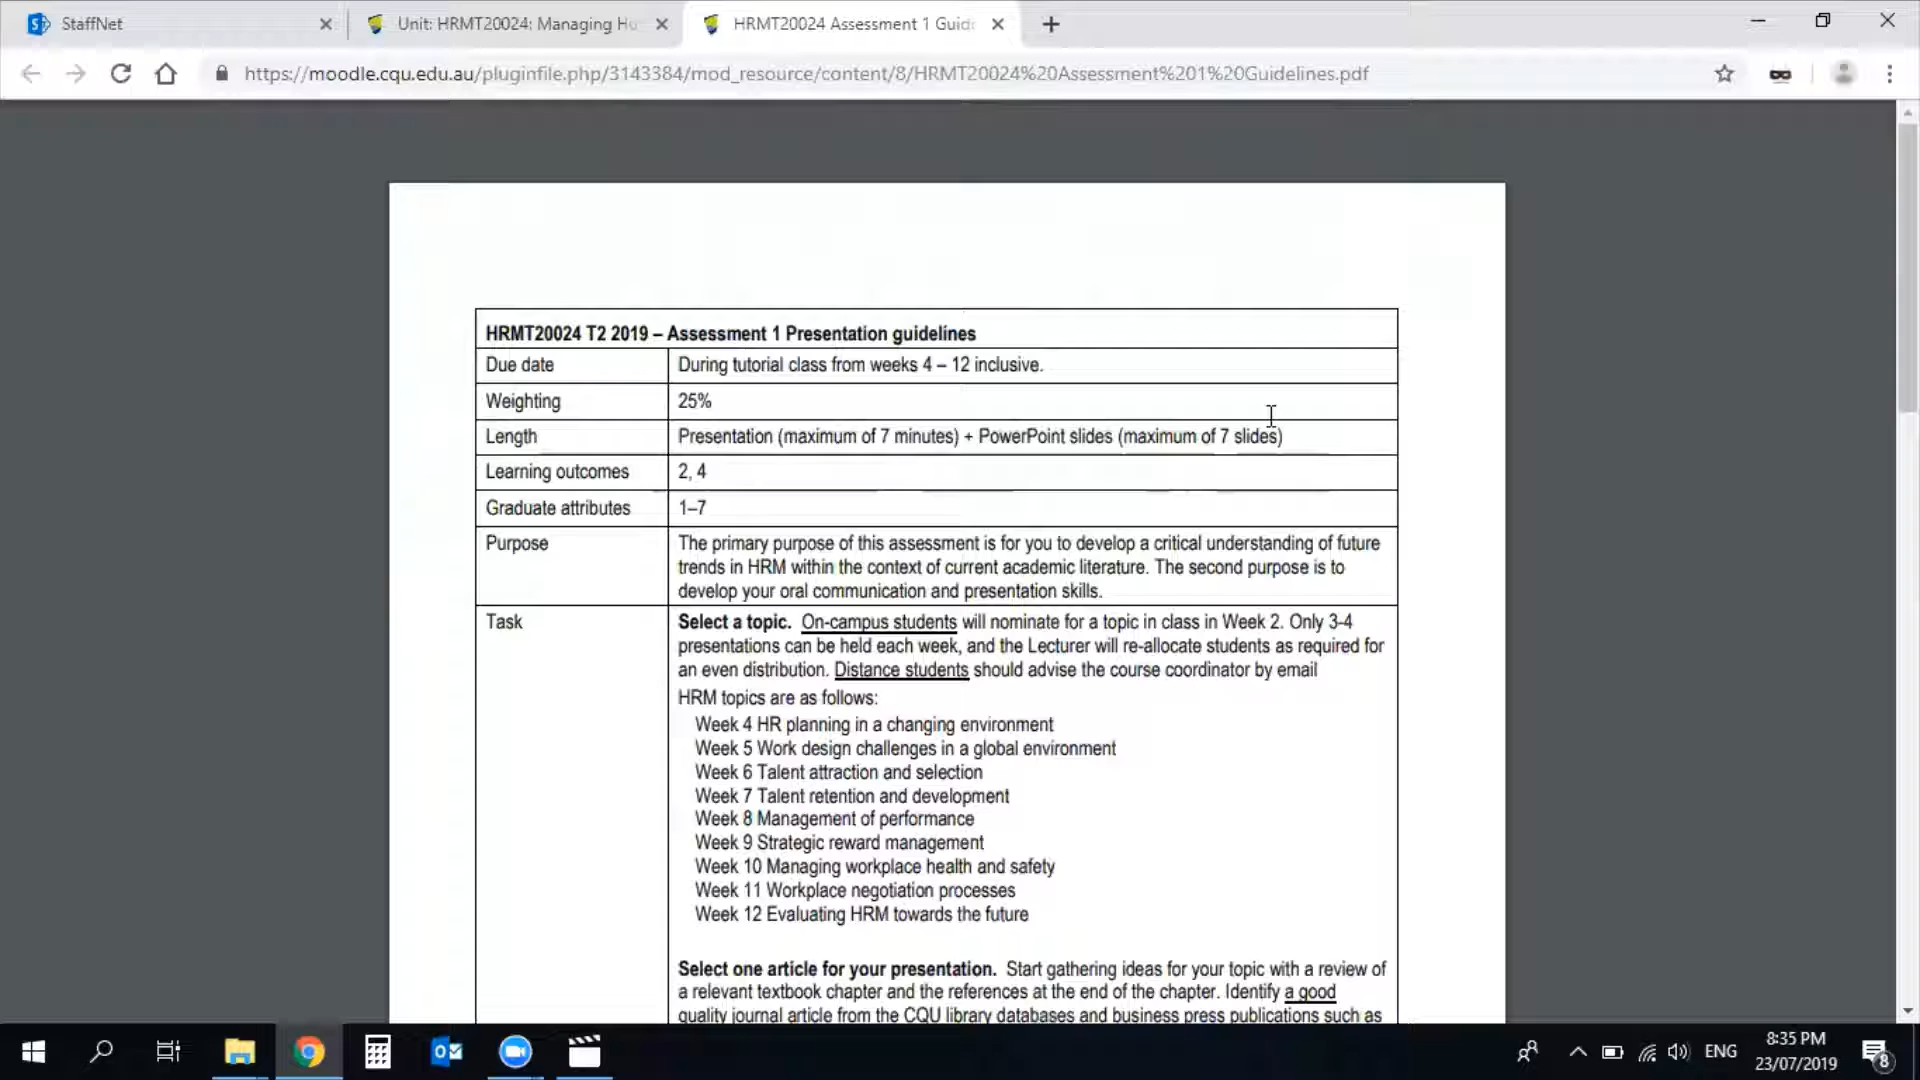 StaffNet
Unit: HRMT20024: Managing Hu
HRMT20024 Assessment 1 Guid
https://moodle.cqu.edu.au/pluginfile.php/3143384/mod_resource/content/8/HRMT20024%20Assessment%201%20Guidelines.pdf
HRMT20024 T2 2019 – Assessment 1 Presentation guidelines
Due date During tutorial class from weeks 4 – 12 inclusive.
Weighting 25%
Length Presentation (maximum of 7 minutes) + PowerPoint slides (maximum of 7 slides)
Learning outcomes 2, 4
Graduate attributes 1–7
Purpose The primary purpose of this assessment is for you to develop a critical understanding of future
trends in HRM within the context of current academic literature. The second purpose is to
develop your oral communication and presentation skills.
Task Select a topic. On-campus students will nominate for a topic in class in Week 2. Only 3-4
presentations can be held each week, and the Lecturer will re-allocate students as required for
an even distribution. Distance students should advise the course coordinator by email
HRM topics are as follows:
Week 4 HR planning in a changing environment
Week 5 Work design challenges in a global environment
Week 6 Talent attraction and selection
Week 7 Talent retention and development
Week 8 Management of performance
Week 9 Strategic reward management
Week 10 Managing workplace health and safety
Week 11 Workplace negotiation processes
Week 12 Evaluating HRM towards the future
Select one article for your presentation. Start gathering ideas for your topic with a review of
a relevant textbook chapter and the references at the end of the chapter. Identify a good
quality journal article from the CQU library databases and business press publications such as
ENG
8:35 PM
23/07/2019
8